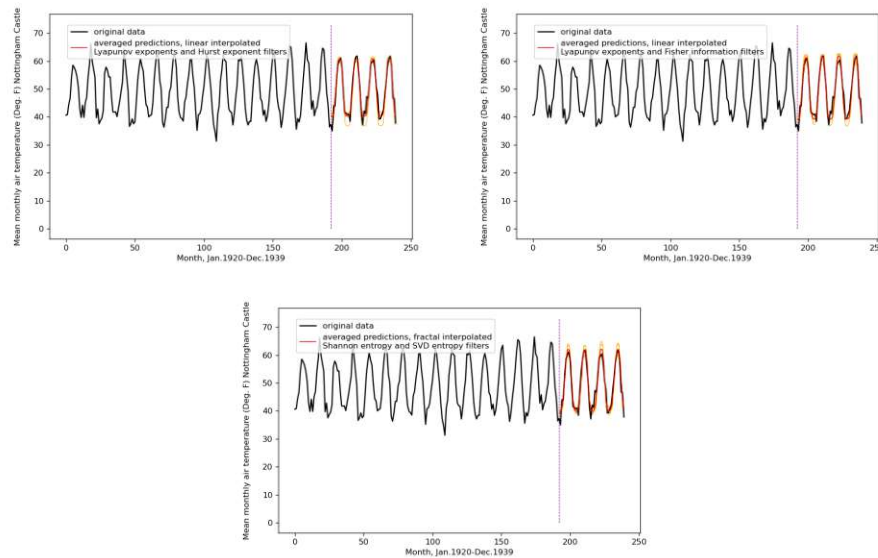 Mean monthly air temperature (Deg. F) Nottingham Castle
70
60
50
40
30
20
10
0
original data
averaged predictions, linear interpolated
Lyapunov exponents and Hurst exponent filters
0 50 100 150 200 250
Month, Jan.1920-Dec.1939
Mean monthly air temperature (Deg. F) Nottingham Castle
70
60
50
40
30
20
10
0
original data
averaged predictions, linear interpolated
Lyapunov exponents and Fisher information filters
0 50 100 150 200 250
Month, Jan.1920-Dec.1939
Mean monthly air temperature (Deg. F) Nottingham Castle
70
60
50
40
30
20
10
0
original data
averaged predictions, fractal interpolated
Shannon entropy and SVD entropy filters
0 50 100 150 200 250
Month, Jan.1920-Dec.1939